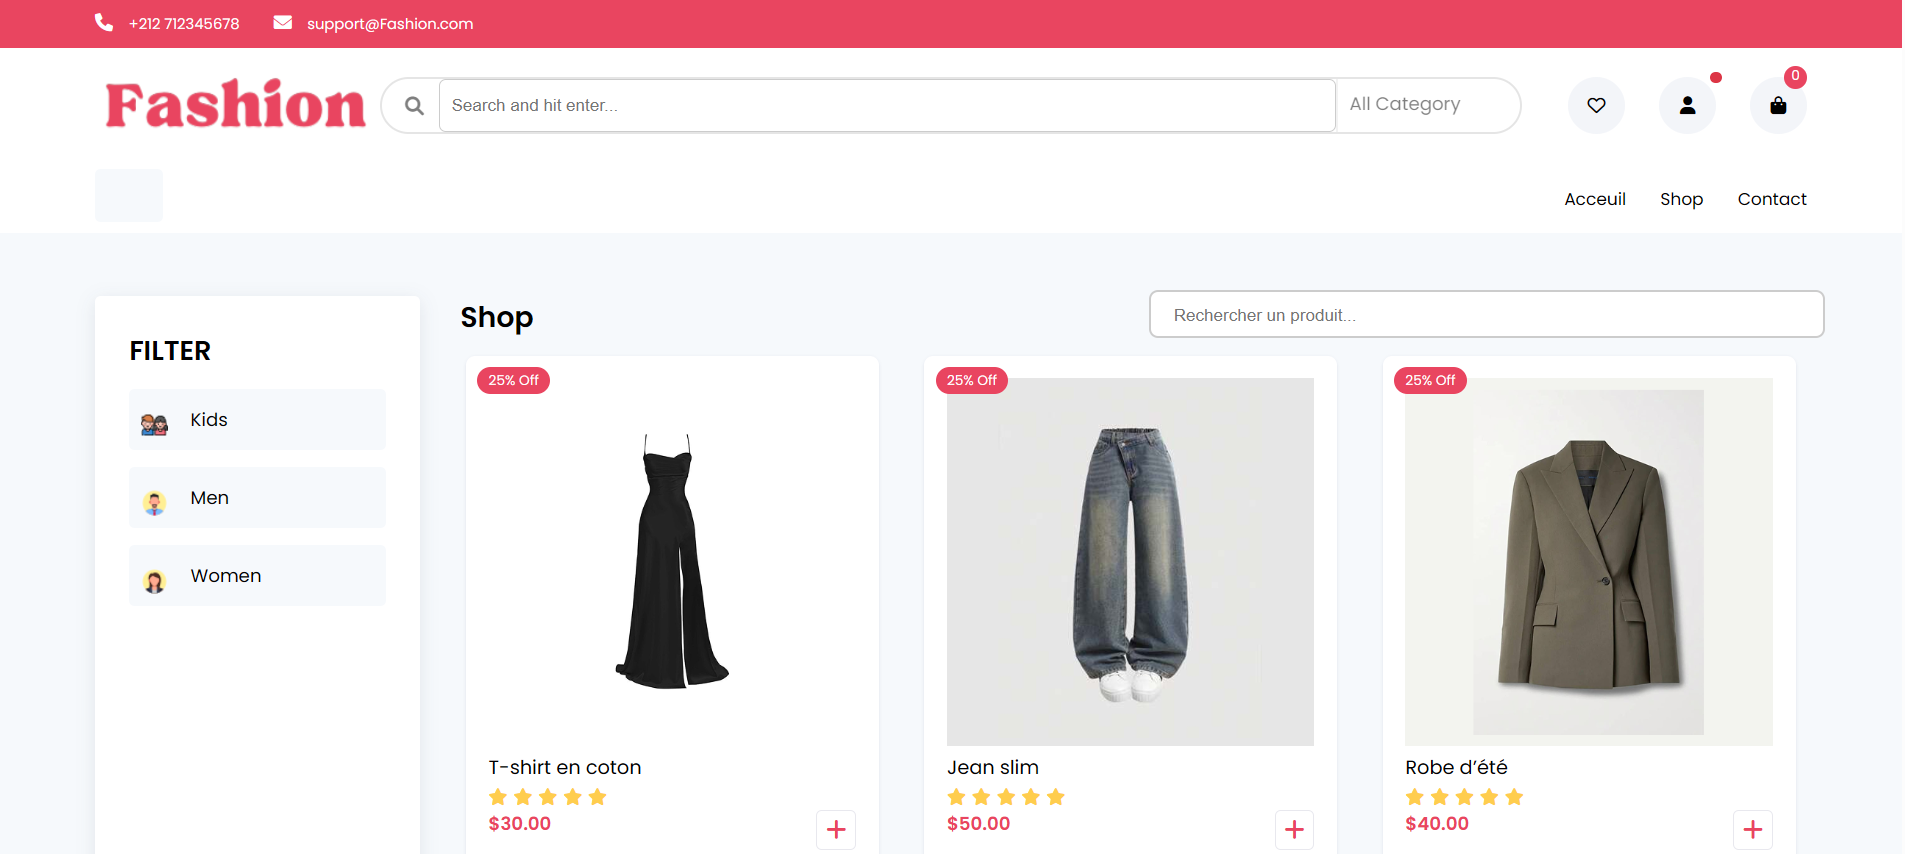 +212 712345678 support@Fashion.com
Fashion
Search and hit enter...
All Category
0
Acceuil Shop Contact
FILTER
Kids
Men
Women
Shop
Rechercher un produit...
25% Off
T-shirt en coton
$30.00
25% Off
Jean slim
$50.00
25% Off
Robe d’été
$40.00